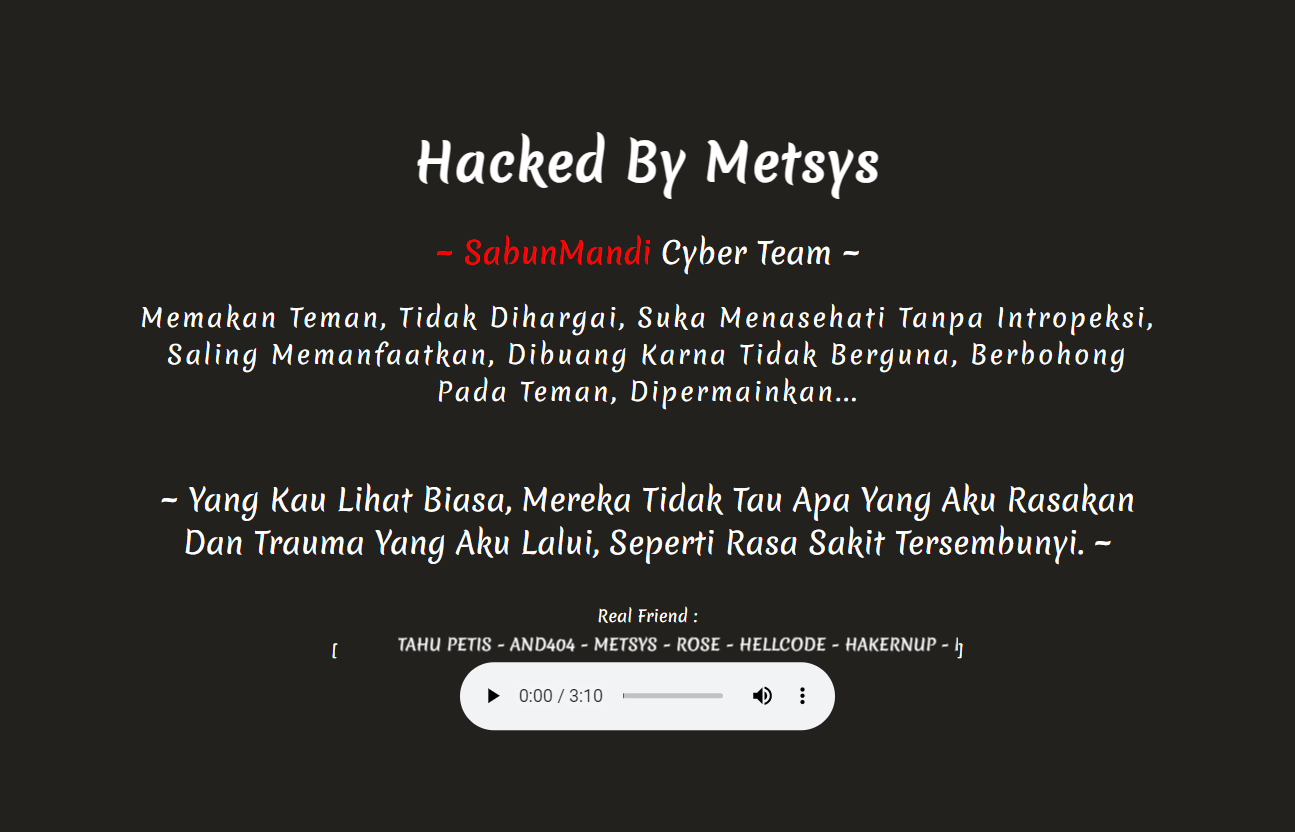 Hacked By Metsys
~ SabunMandi Cyber Team ~
Memakan Teman, Tidak Dihargai, Suka Menasehati Tanpa Intropeksi,
Saling Memanfaatkan, Dibuang Karna Tidak Berguna, Berbohong
Pada Teman, Dipermainkan...
~ Yang Kau Lihat Biasa, Mereka Tidak Tau Apa Yang Aku Rasakan
Dan Trauma Yang Aku Lalui, Seperti Rasa Sakit Tersembunyi. ~
Real Friend :
[ TAHU PETIS - AND404 - METSYS - ROSE - HELLCODE - HAKERNUP - ]
0:00 / 3:10